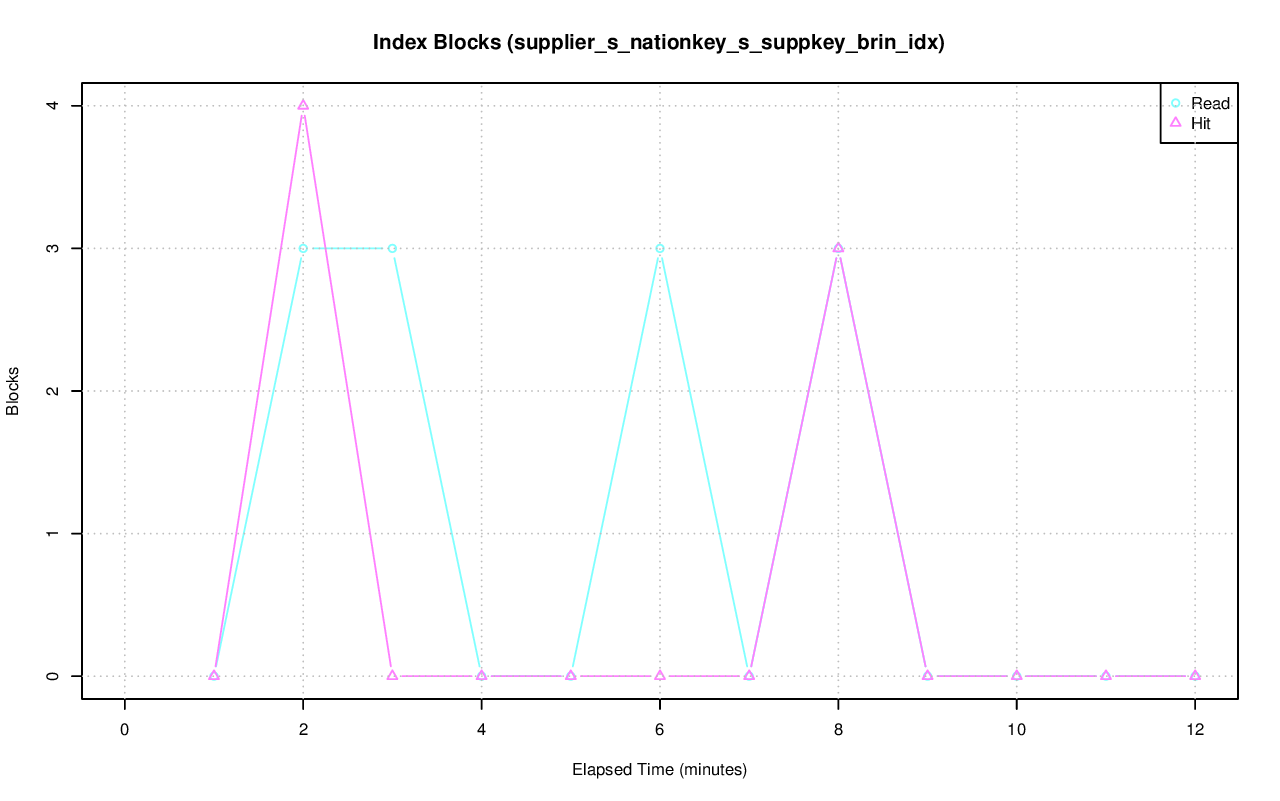 Index Blocks (supplier_s_nationkey_s_suppkey_brin_idx)
Read
Hit
4
3
2
1
0
Blocks
0 2 4 6 8 10 12
Elapsed Time (minutes)